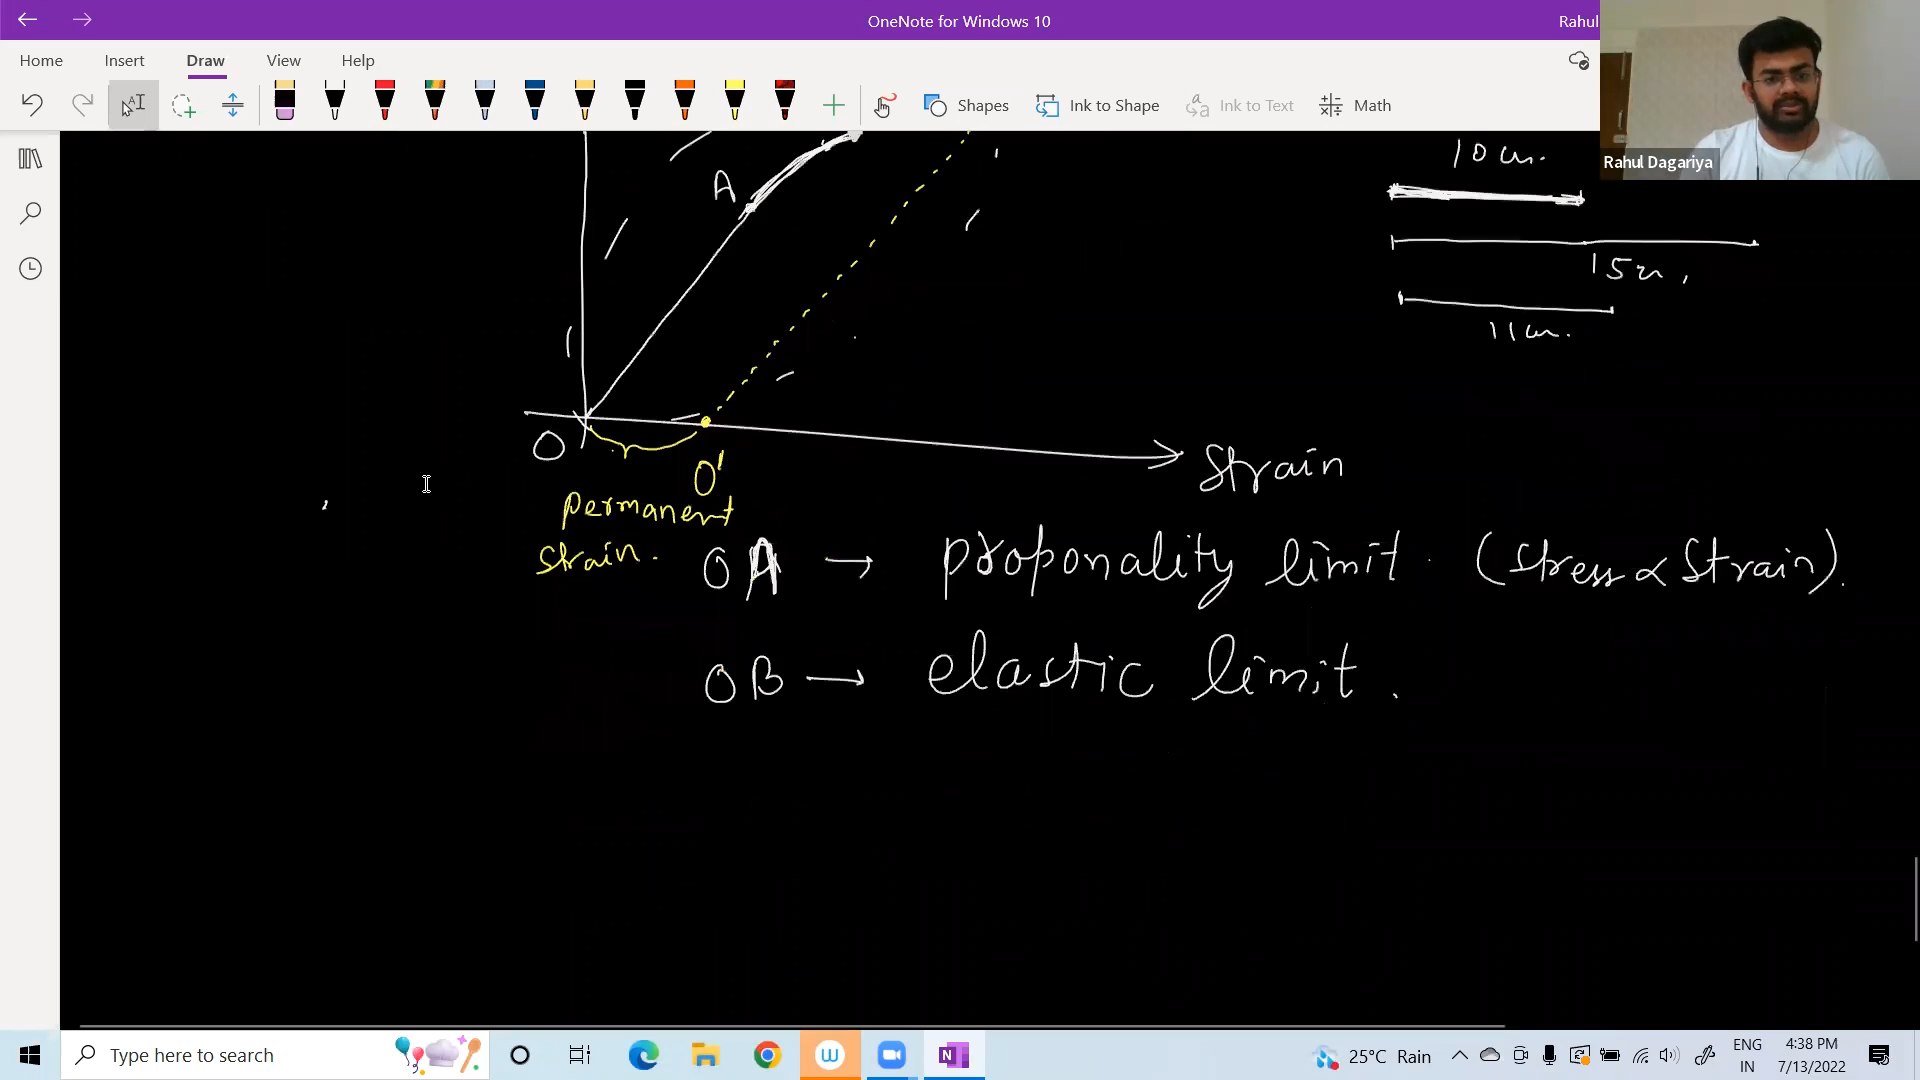 OneNote for Windows 10
Rahul
Home Insert Draw View Help
Shapes Ink to Shape Ink to Text Math
Rahul Dagariya
10 cm.
A
15 cm,
11 cm.
O
O'
Strain
permanent
strain.
OA → proponality limit. (Stress ∝ Strain).
OB → elastic limit.
Type here to search
25°C Rain
ENG
IN
4:38 PM
7/13/2022